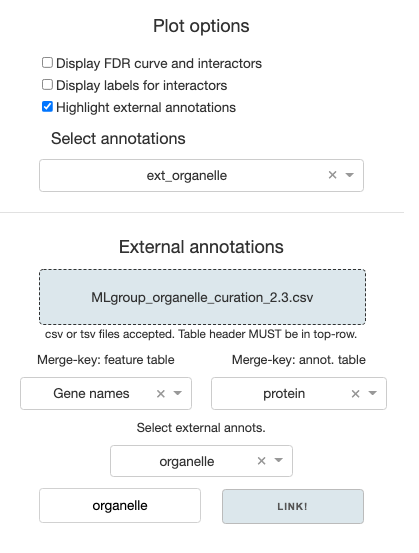 Plot options
Display FDR curve and interactors
Display labels for interactors
Highlight external annotations
Select annotations
ext_organelle
External annotations
MLgroup_organelle_curation_2.3.csv
csv or tsv files accepted. Table header MUST be in top-row.
Merge-key: feature table Merge-key: annot. table
Gene names protein
Select external annots.
organelle
organelle LINK!